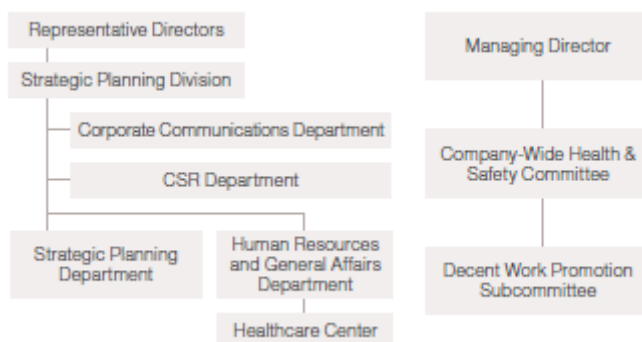 Representative Directors
Strategic Planning Division
Corporate Communications Department
CSR Department
Strategic Planning
Department
Human Resources
and General Affairs
Department
Healthcare Center
Managing Director
Company-Wide Health &
Safety Committee
Decent Work Promotion
Subcommittee